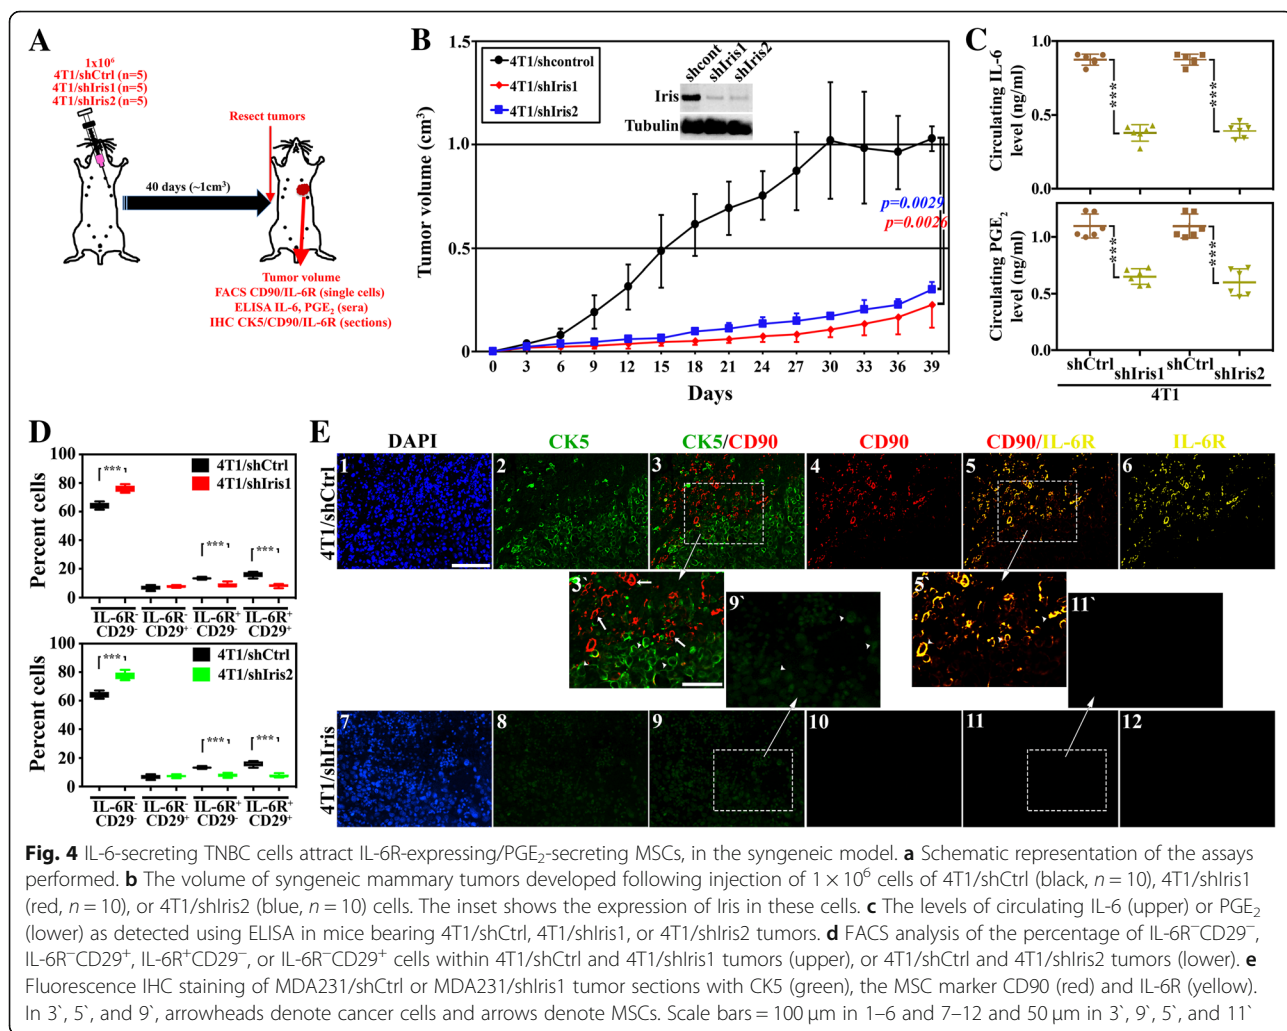 A
1x10⁶
4T1/shCtrl (n=5)
4T1/shIris1 (n=5)
4T1/shIris2 (n=5)
Resect tumors
40 days (~1cm³)
Tumor volume
FACS CD90/IL-6R (single cells)
ELISA IL-6, PGE₂ (sera)
IHC CK5/CD90/IL-6R (sections)
B
Tumor volume (cm³)
1.5
1.0
0.5
0
4T1/shcontrol
4T1/shIris1
4T1/shIris2
shcont shIris1 shIris2
Iris
Tubulin
p=0.0029
p=0.0026
0 3 6 9 12 15 18 21 24 27 30 33 36 39
Days
C
Circulating IL-6
level (ng/ml)
1.0
0.5
0.0
***
***
Circulating PGE₂
level (ng/ml)
1.0
0.5
0.0
***
***
shCtrl shIris1 shCtrl shIris2
4T1
D
Percent cells
100
80
60
40
20
0
4T1/shCtrl
4T1/shIris1
*** *** ***
IL-6R⁻ IL-6R⁻ IL-6R⁺ IL-6R⁺
CD29⁻ CD29⁺ CD29⁻ CD29⁺
Percent cells
100
80
60
40
20
0
4T1/shCtrl
4T1/shIris2
*** *** ***
IL-6R⁻ IL-6R⁻ IL-6R⁺ IL-6R⁺
CD29⁻ CD29⁺ CD29⁻ CD29⁺
E
DAPI CK5 CK5/CD90 CD90 CD90/IL-6R IL-6R
4T1/shCtrl
1 2 3 4 5 6
3` 9` 5` 11`
4T1/shIris
7 8 9 10 11 12
Fig. 4 IL-6-secreting TNBC cells attract IL-6R-expressing/PGE₂-secreting MSCs, in the syngeneic model. a Schematic representation of the assays
performed. b The volume of syngeneic mammary tumors developed following injection of 1 × 10⁶ cells of 4T1/shCtrl (black, n = 10), 4T1/shIris1
(red, n = 10), or 4T1/shIris2 (blue, n = 10) cells. The inset shows the expression of Iris in these cells. c The levels of circulating IL-6 (upper) or PGE₂
(lower) as detected using ELISA in mice bearing 4T1/shCtrl, 4T1/shIris1, or 4T1/shIris2 tumors. d FACS analysis of the percentage of IL-6R⁻CD29⁻,
IL-6R⁻CD29⁺, IL-6R⁺CD29⁻, or IL-6R⁻CD29⁺ cells within 4T1/shCtrl and 4T1/shIris1 tumors (upper), or 4T1/shCtrl and 4T1/shIris2 tumors (lower). e
Fluorescence IHC staining of MDA231/shCtrl or MDA231/shIris1 tumor sections with CK5 (green), the MSC marker CD90 (red) and IL-6R (yellow).
In 3`, 5`, and 9`, arrowheads denote cancer cells and arrows denote MSCs. Scale bars = 100 μm in 1–6 and 7–12 and 50 μm in 3`, 9`, 5`, and 11`